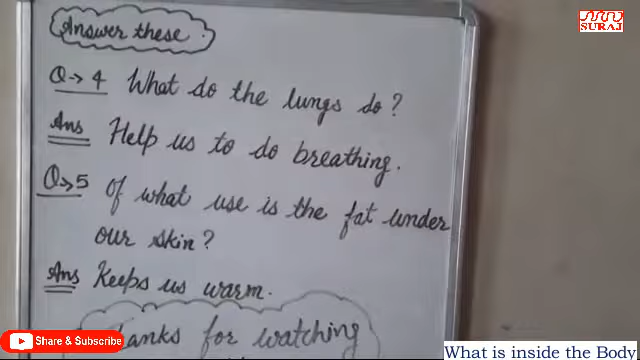 SURAJ
Answer these.
Q→4 What do the lungs do?
Ans Help us to do breathing.
Q→5 Of what use is the fat under
our skin?
Ans Keeps us warm.
Thanks for watching
Share & Subscribe
What is inside the Body